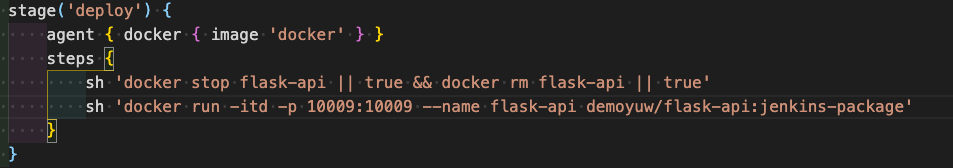 stage('deploy') {
    agent { docker { image 'docker' } }
    steps {
        sh 'docker stop flask-api || true && docker rm flask-api || true'
        sh 'docker run -itd -p 10009:10009 --name flask-api demoyuw/flask-api:jenkins-package'
    }
}